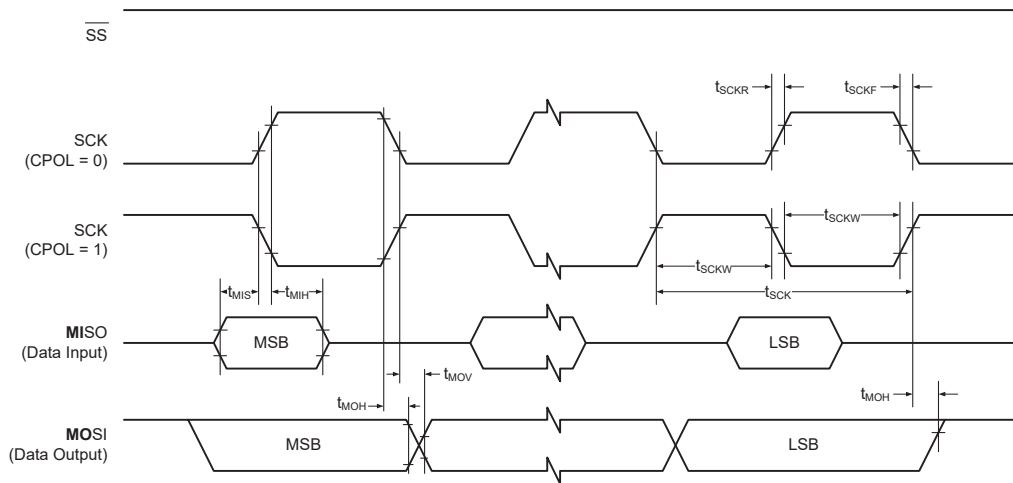 SS
tSCKR
tSCKF
SCK
(CPOL = 0)
SCK
(CPOL = 1)
tSCKW
tSCKW
tSCK
tMIS
tMIH
MISO
(Data Input)
MSB
LSB
tMOV
tMOH
tMOH
MOSI
(Data Output)
MSB
LSB